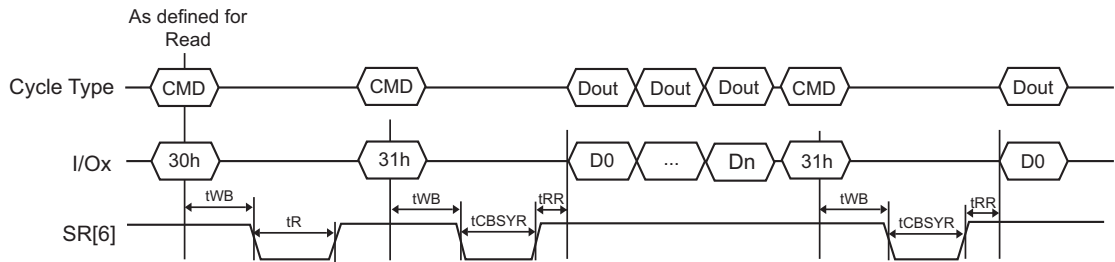 As defined for
Read
Cycle Type CMD CMD Dout Dout Dout CMD Dout
I/Ox 30h 31h D0 ... Dn 31h D0
tWB tR tWB tCBSYR tRR tWB tCBSYR tRR
SR[6]